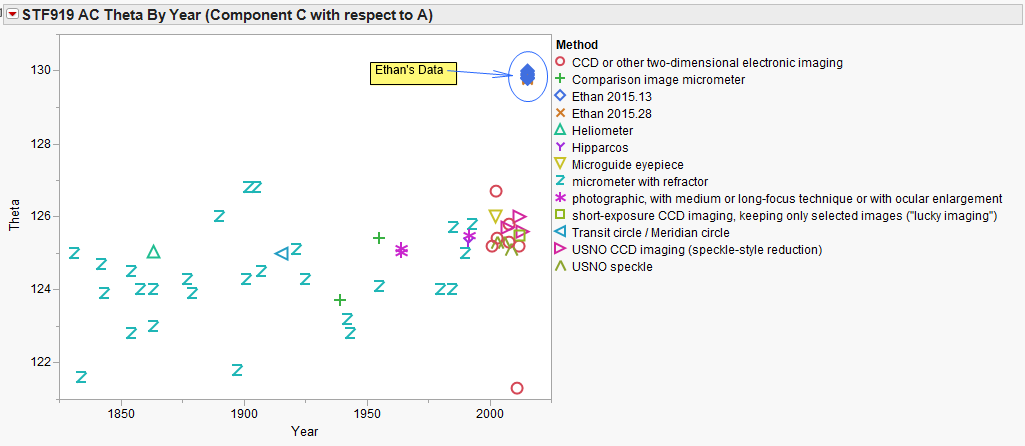 STF919 AC Theta By Year (Component C with respect to A)
Theta
130
128
126
124
122
Ethan's Data
1850
1900
1950
2000
Year
Method
CCD or other two-dimensional electronic imaging
Comparison image micrometer
Ethan 2015.13
Ethan 2015.28
Heliometer
Hipparcos
Microguide eyepiece
micrometer with refractor
photographic, with medium or long-focus technique or with ocular enlargement
short-exposure CCD imaging, keeping only selected images ("lucky imaging")
Transit circle / Meridian circle
USNO CCD imaging (speckle-style reduction)
USNO speckle